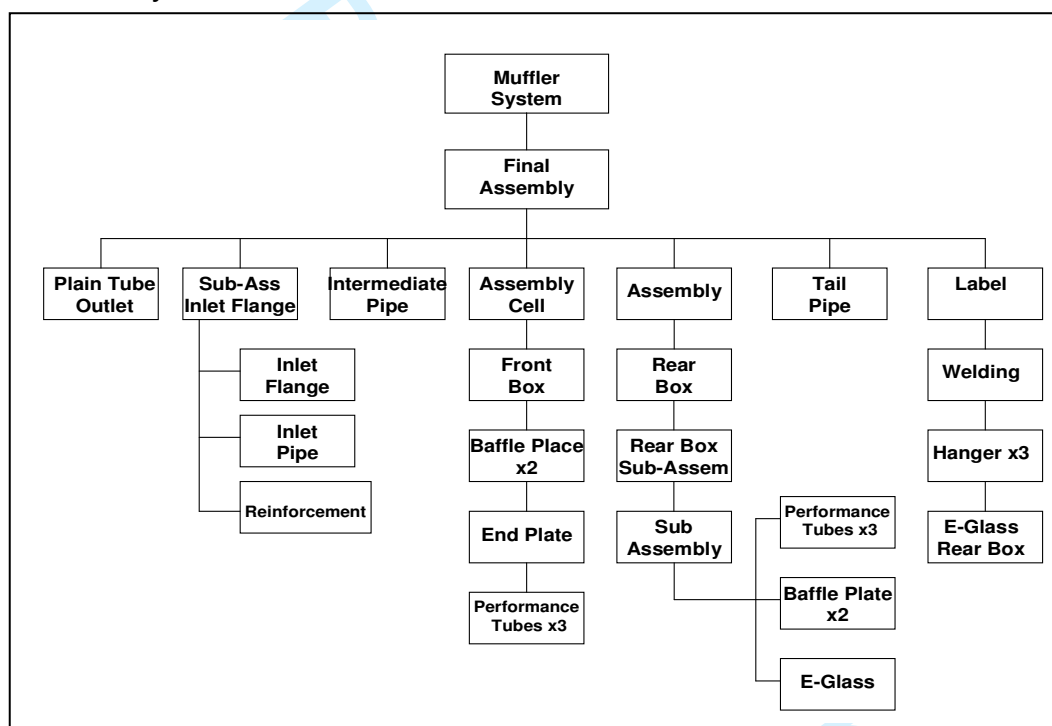 Muffler
System
Final
Assembly
Plain Tube
Outlet
Sub-Ass
Inlet Flange
Intermediate
Pipe
Assembly
Cell
Assembly
Tail
Pipe
Label
Inlet
Flange
Front
Box
Rear
Box
Welding
Inlet
Pipe
Baffle Place
x2
Rear Box
Sub-Assem
Hanger x3
Reinforcement
End Plate
Sub
Assembly
Performance
Tubes x3
E-Glass
Rear Box
Performance
Tubes x3
Baffle Plate
x2
E-Glass